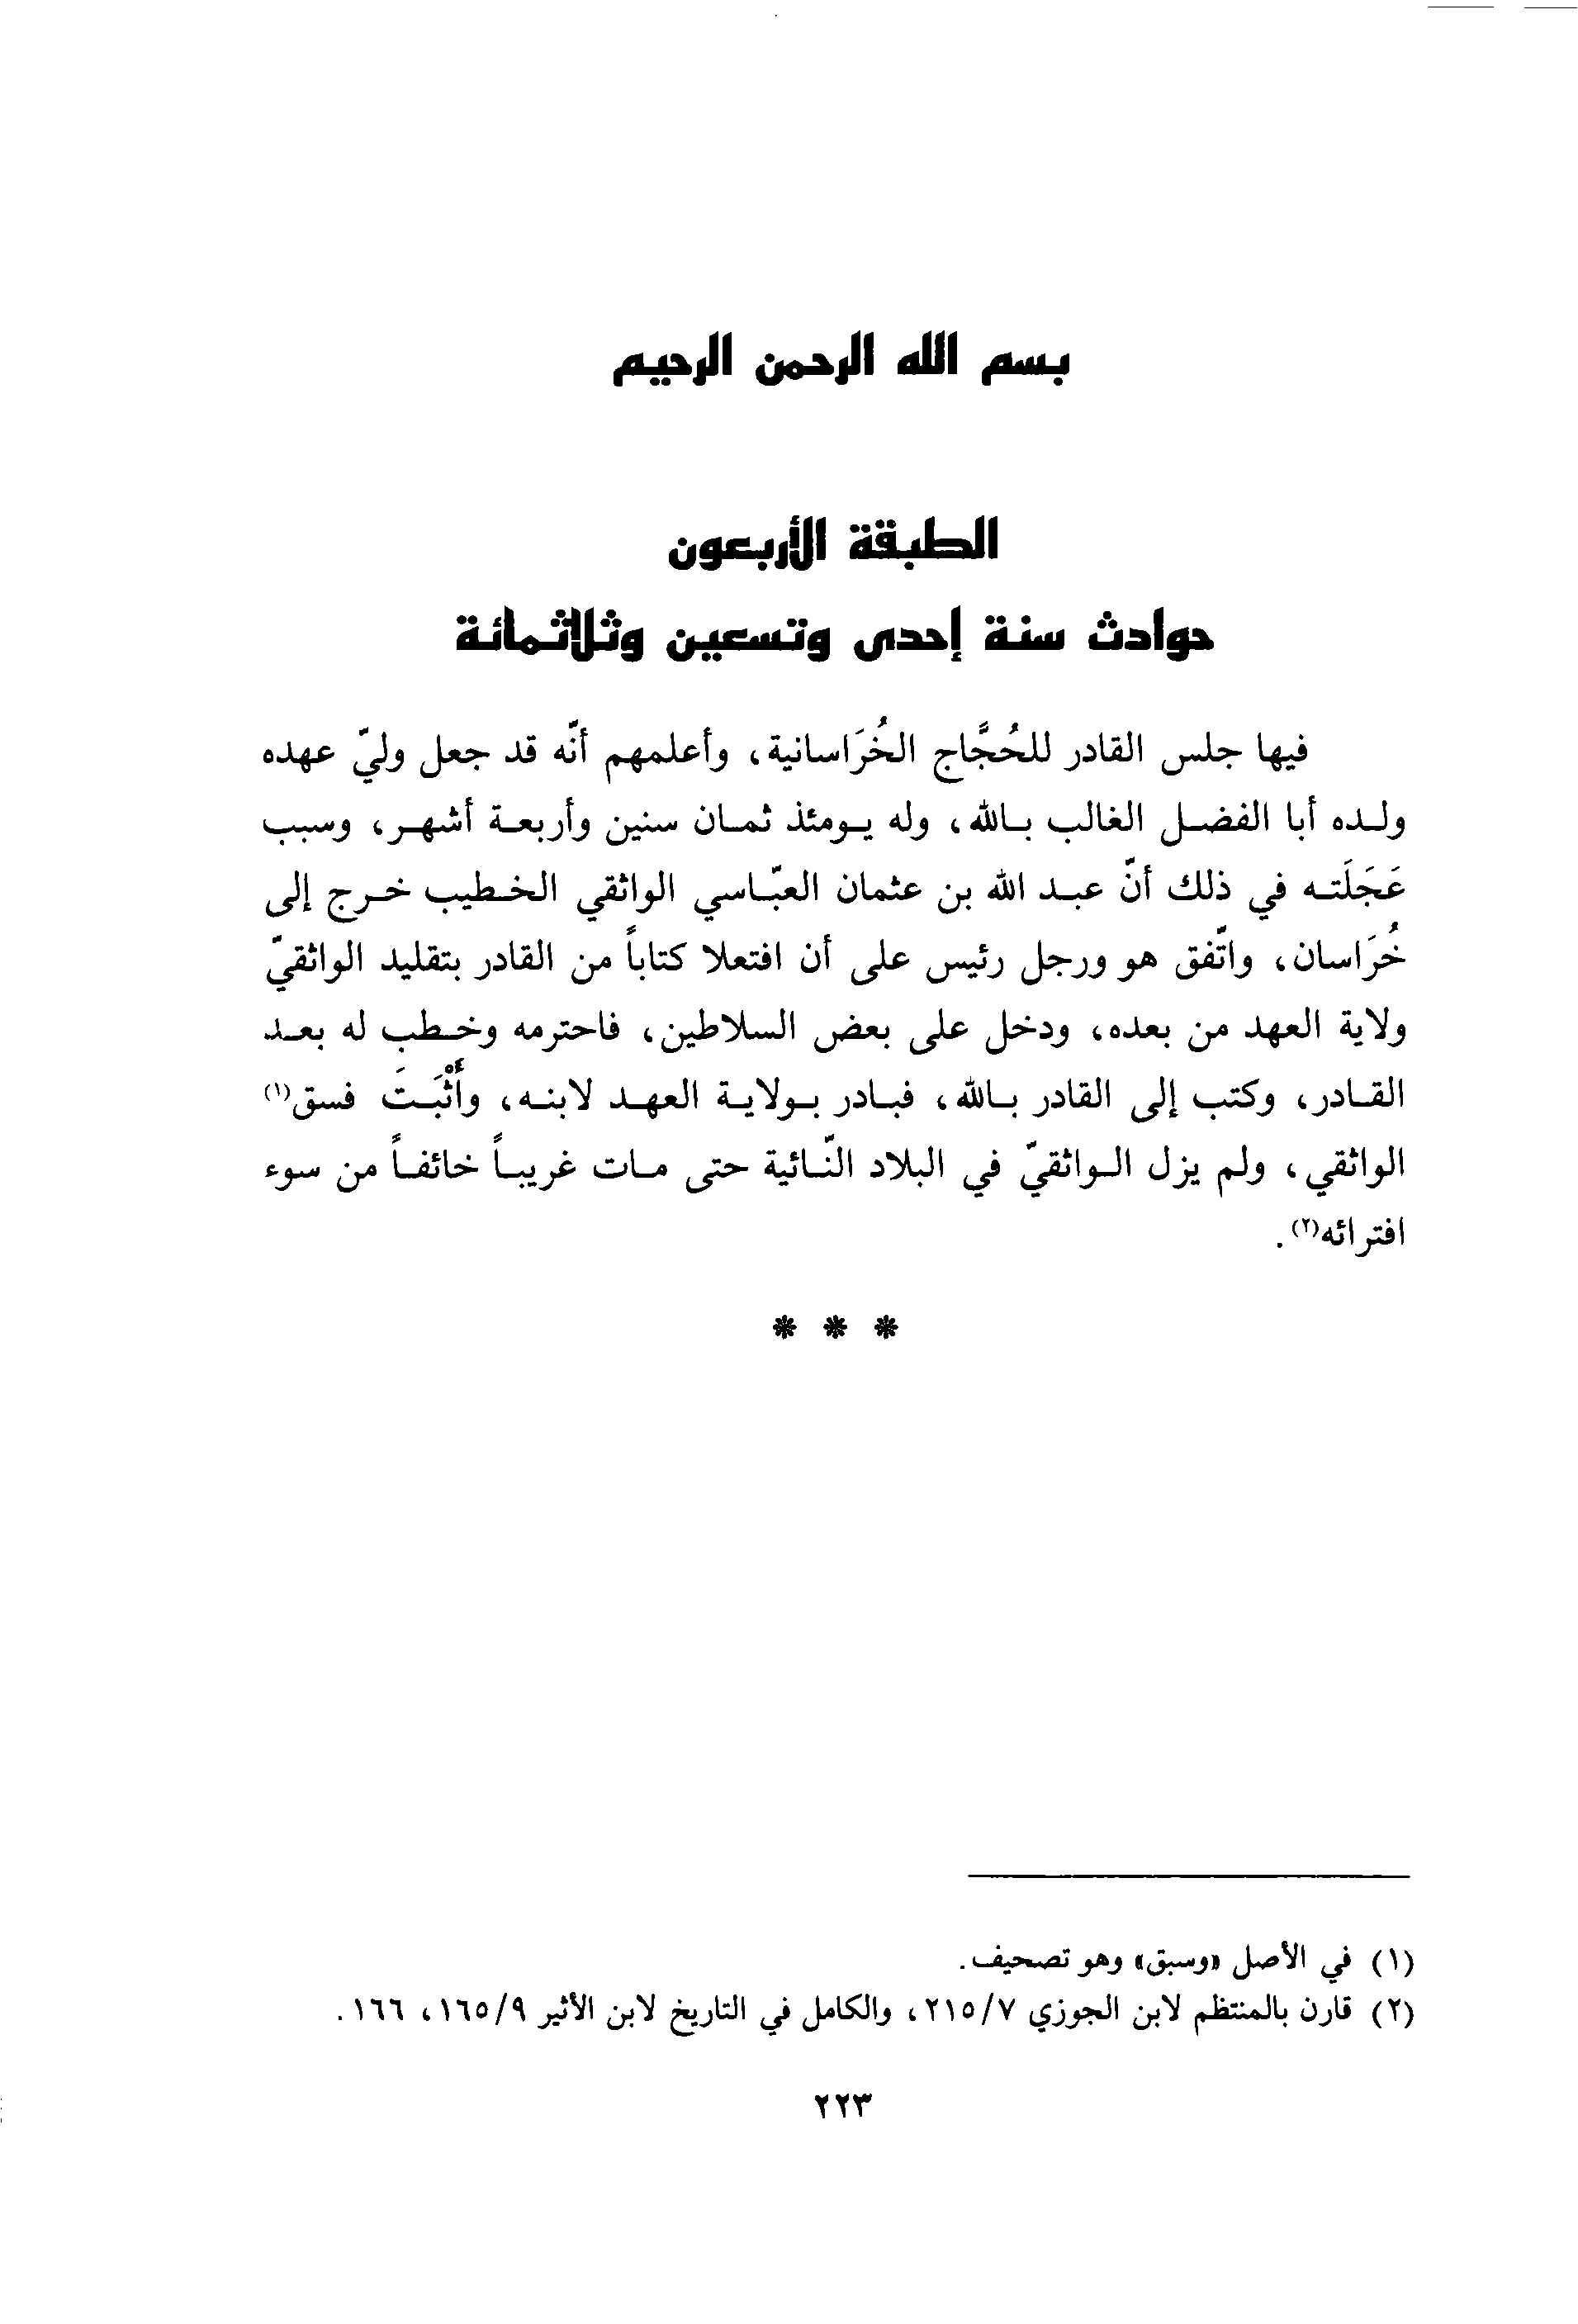 بسم الله الرحمن الرحيم
الطبقة الأربعون
حوادث سنة إحدى وتسعين وثلاثمائة
فيها جلس القادر للحُجَّاج الخُرَاسانية، وأعلمهم أنّه قد جعل وليّ عهده
ولده أبا الفضل الغالب بالله، وله يومئذ ثمان سنين وأربعة أشهر، وسبب
عَجَلَته في ذلك أنّ عبد الله بن عثمان العبّاسي الواثقي الخطيب خرج إلى
خُرَاسان، واتّفق هو ورجل رئيس على أن افتعلا كتاباً من القادر بتقليد الواثقيّ
ولاية العهد من بعده، ودخل على بعض السلاطين، فاحترمه وخطب له بعد
القادر، وكتب إلى القادر بالله، فبادر بولاية العهد لابنه، وأَثْبَتَ فسق(١)
الواثقي، ولم يزل الواثقيّ في البلاد النّائية حتى مات غريباً خائفاً من سوء
افترائه(٢).
* * *
(١) في الأصل «وسبق» وهو تصحيف.
(٢) قارن بالمنتظم لابن الجوزي ٢١٥/٧، والكامل في التاريخ لابن الأثير ١٦٥/٩، ١٦٦.
٢٢٣